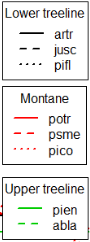 Lower treeline
artr
jusc
pifl
Montane
potr
psme
pico
Upper treeline
pien
abla